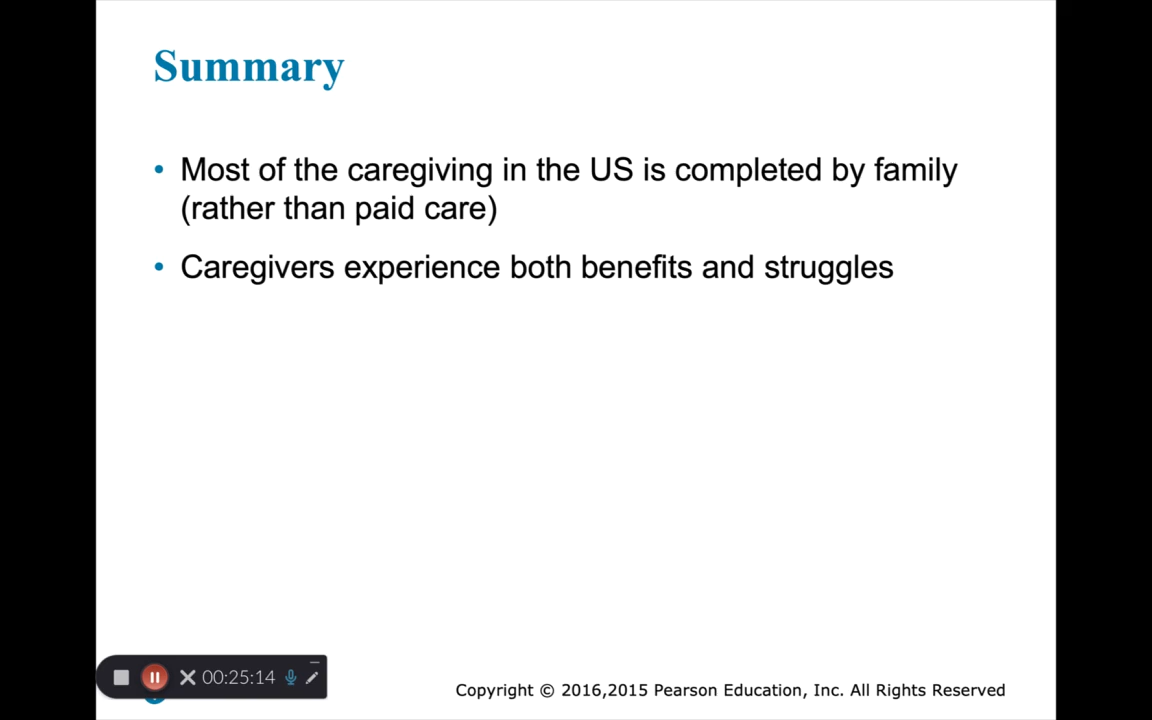 Summary
• Most of the caregiving in the US is completed by family
(rather than paid care)
• Caregivers experience both benefits and struggles
00:25:14
Copyright © 2016,2015 Pearson Education, Inc. All Rights Reserved